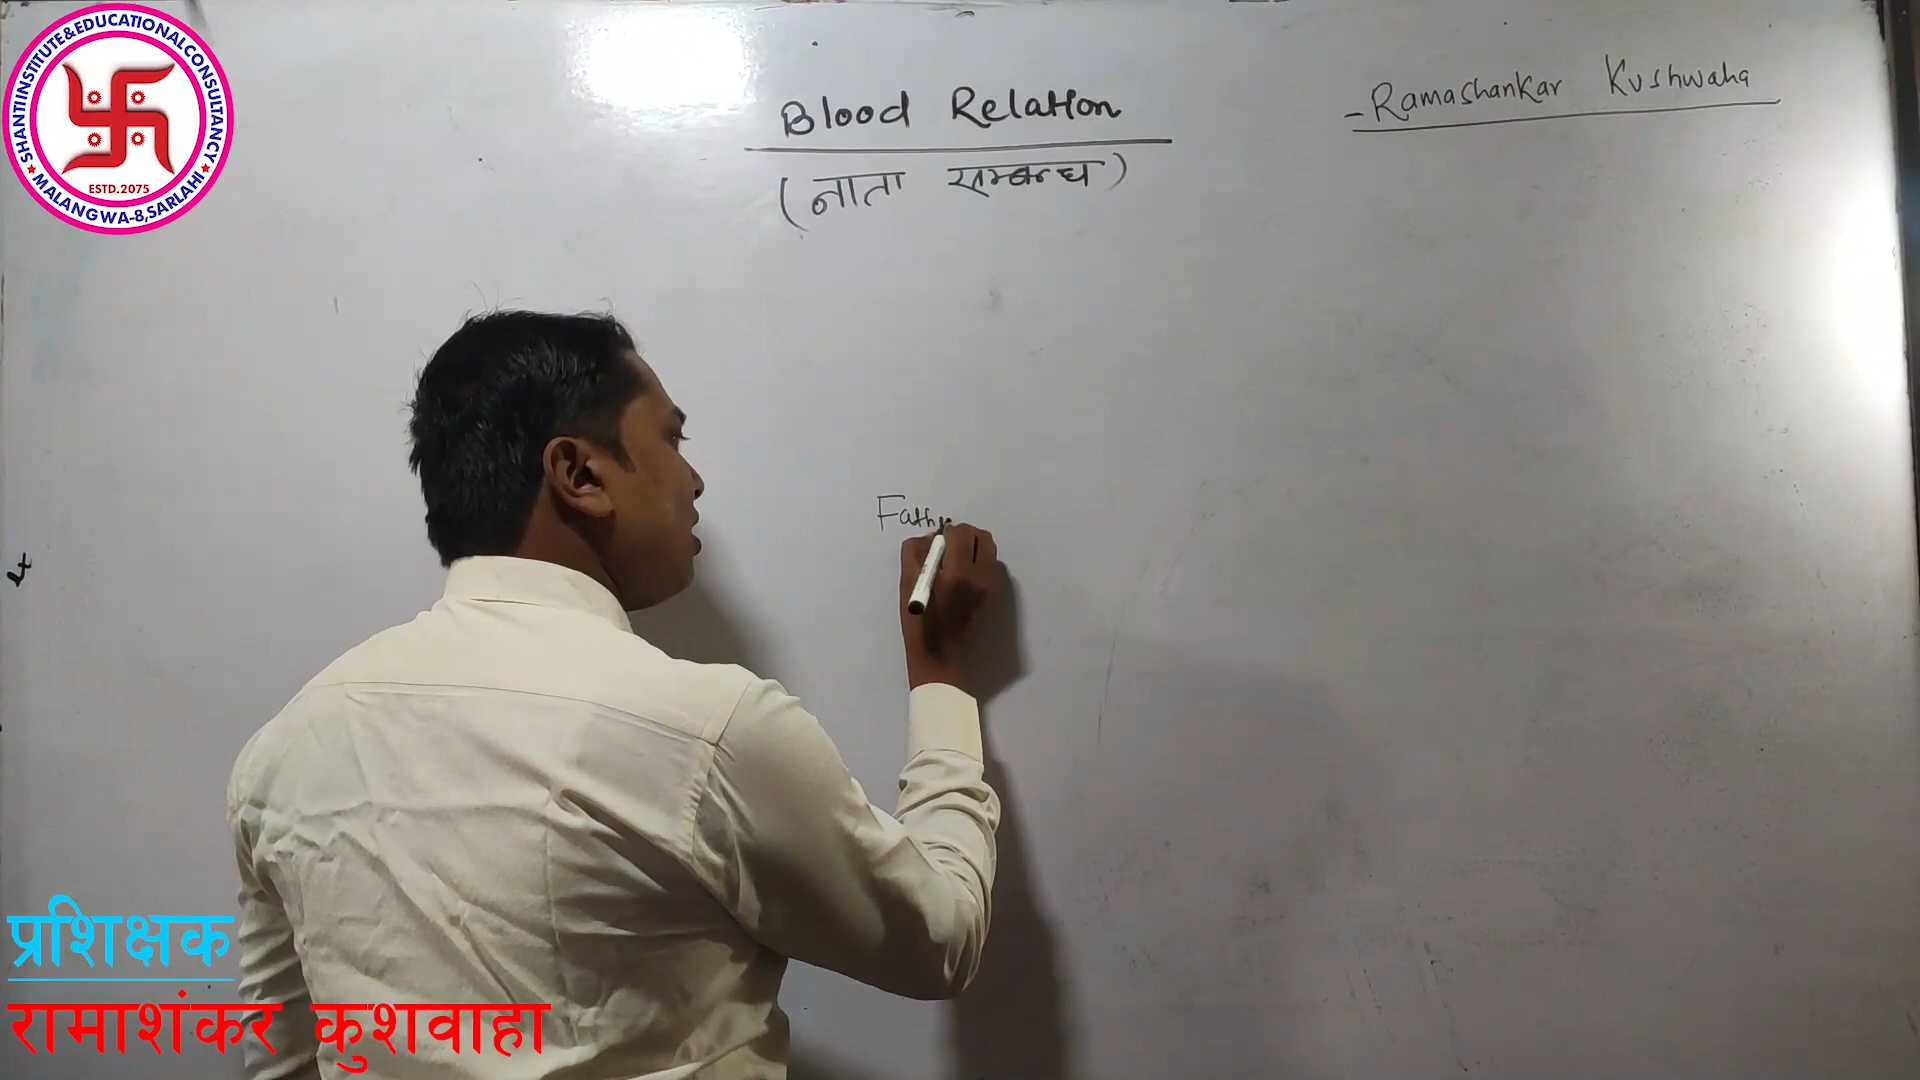 SHANTI INSTITUTE & EDUCATIONAL CONSULTANCY
ESTD.2075
MALANGWA-8, SARLAHI
Blood Relation
(नाता सम्बन्ध)
- Ramashankar Kushwaha
Fath
प्रशिक्षक
रामाशंकर कुशवाहा